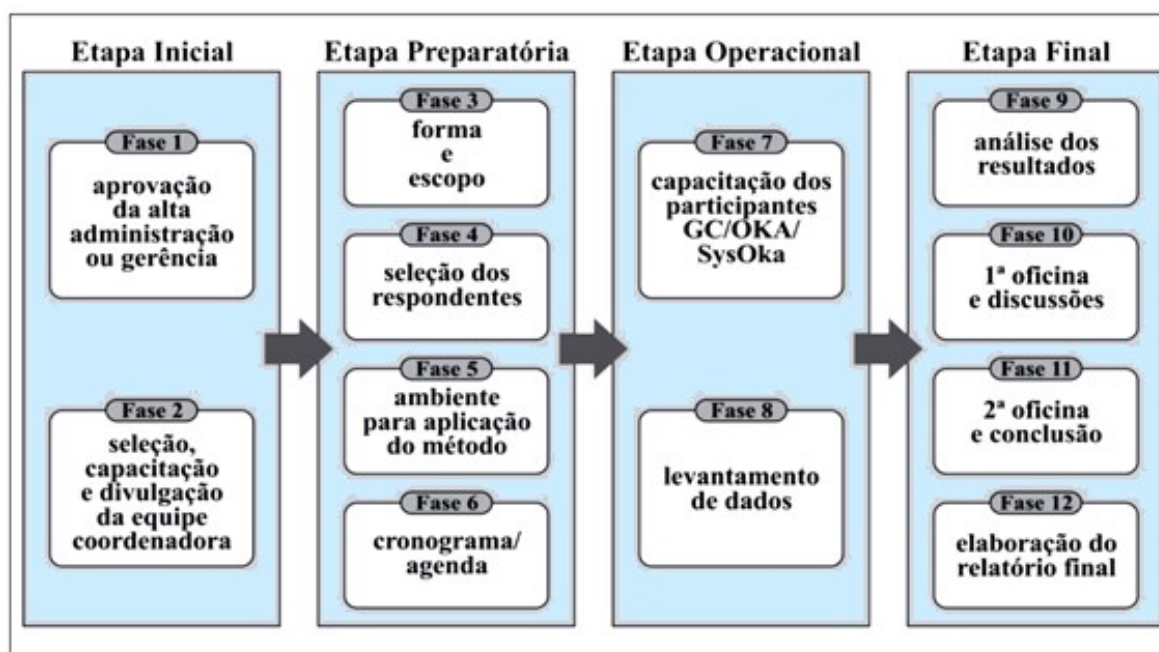 Etapa Inicial
Fase 1
aprovação
da alta
administração
ou gerência
Fase 2
seleção,
capacitação
e divulgação
da equipe
coordenadora
Etapa Preparatória
Fase 3
forma
e
escopo
Fase 4
seleção dos
respondentes
Fase 5
ambiente
para aplicação
do método
Fase 6
cronograma/
agenda
Etapa Operacional
Fase 7
capacitação dos
participantes
GC/OKA/
SysOka
Fase 8
levantamento
de dados
Etapa Final
Fase 9
análise dos
resultados
Fase 10
1ª oficina
e discussões
Fase 11
2ª oficina
e conclusão
Fase 12
elaboração do
relatório final